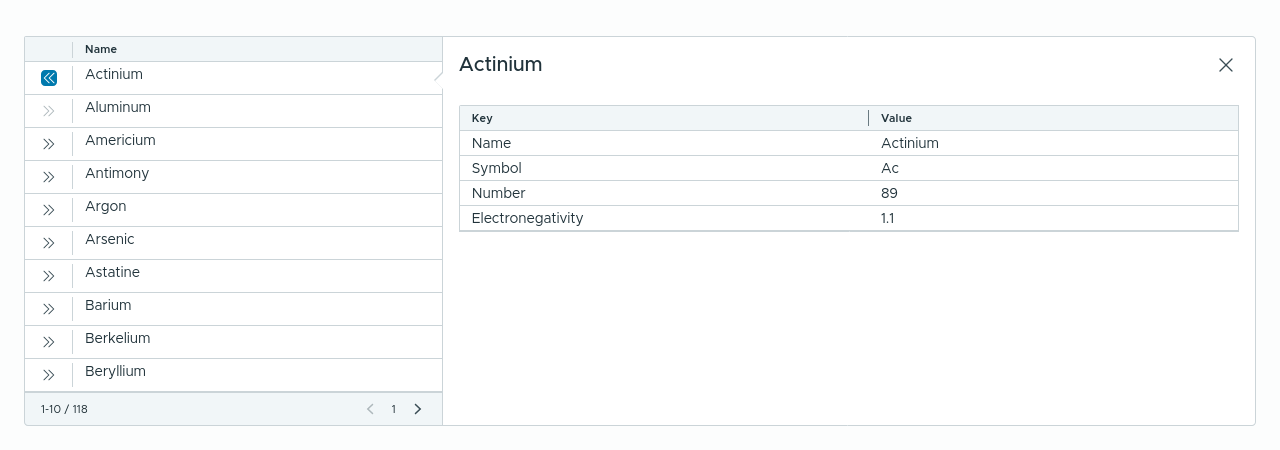 Name
Actinium
Aluminum
Americium
Antimony
Argon
Arsenic
Astatine
Barium
Berkelium
Beryllium
1-10 / 118
1
Actinium
Key Value
Name Actinium
Symbol Ac
Number 89
Electronegativity 1.1